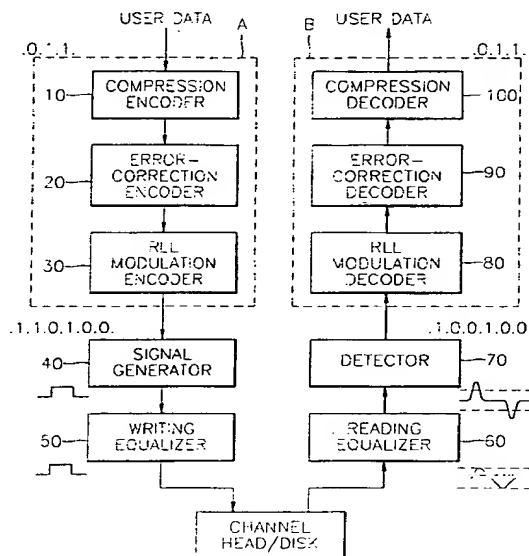 USER DATA
USER DATA
A
B
.0.1.1.
.0.1.1.
10
COMPRESSION
ENCODER
COMPRESSION
DECODER
100
20
ERROR-
CORRECTION
ENCODER
ERROR-
CORRECTION
DECODER
90
30
RLL
MODULATION
ENCODER
RLL
MODULATION
DECODER
80
.1.1.0.1.0.0.
.1.0.0.1.0.0
40
SIGNAL
GENERATOR
DETECTOR
70
50
WRITING
EQUALIZER
READING
EQUALIZER
60
CHANNEL
HEAD/DISK